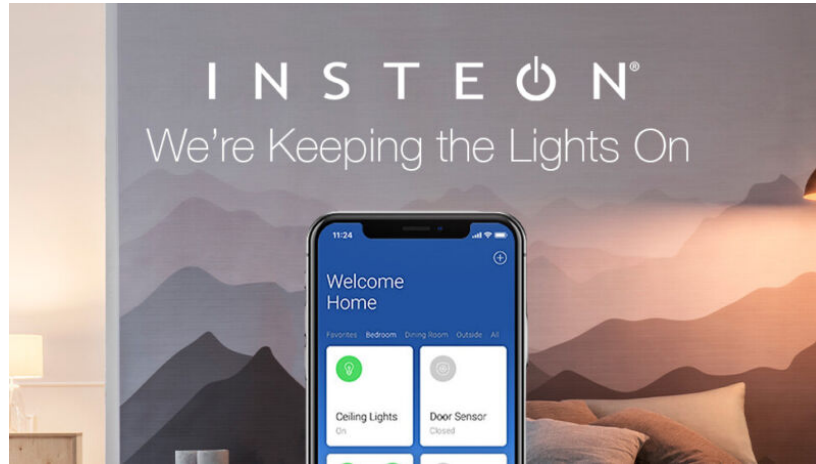 INSTEON®
We're Keeping the Lights On
11:24
Welcome
Home
Favorites Bedroom Dining Room Outside All
Ceiling Lights
On
Door Sensor
Closed